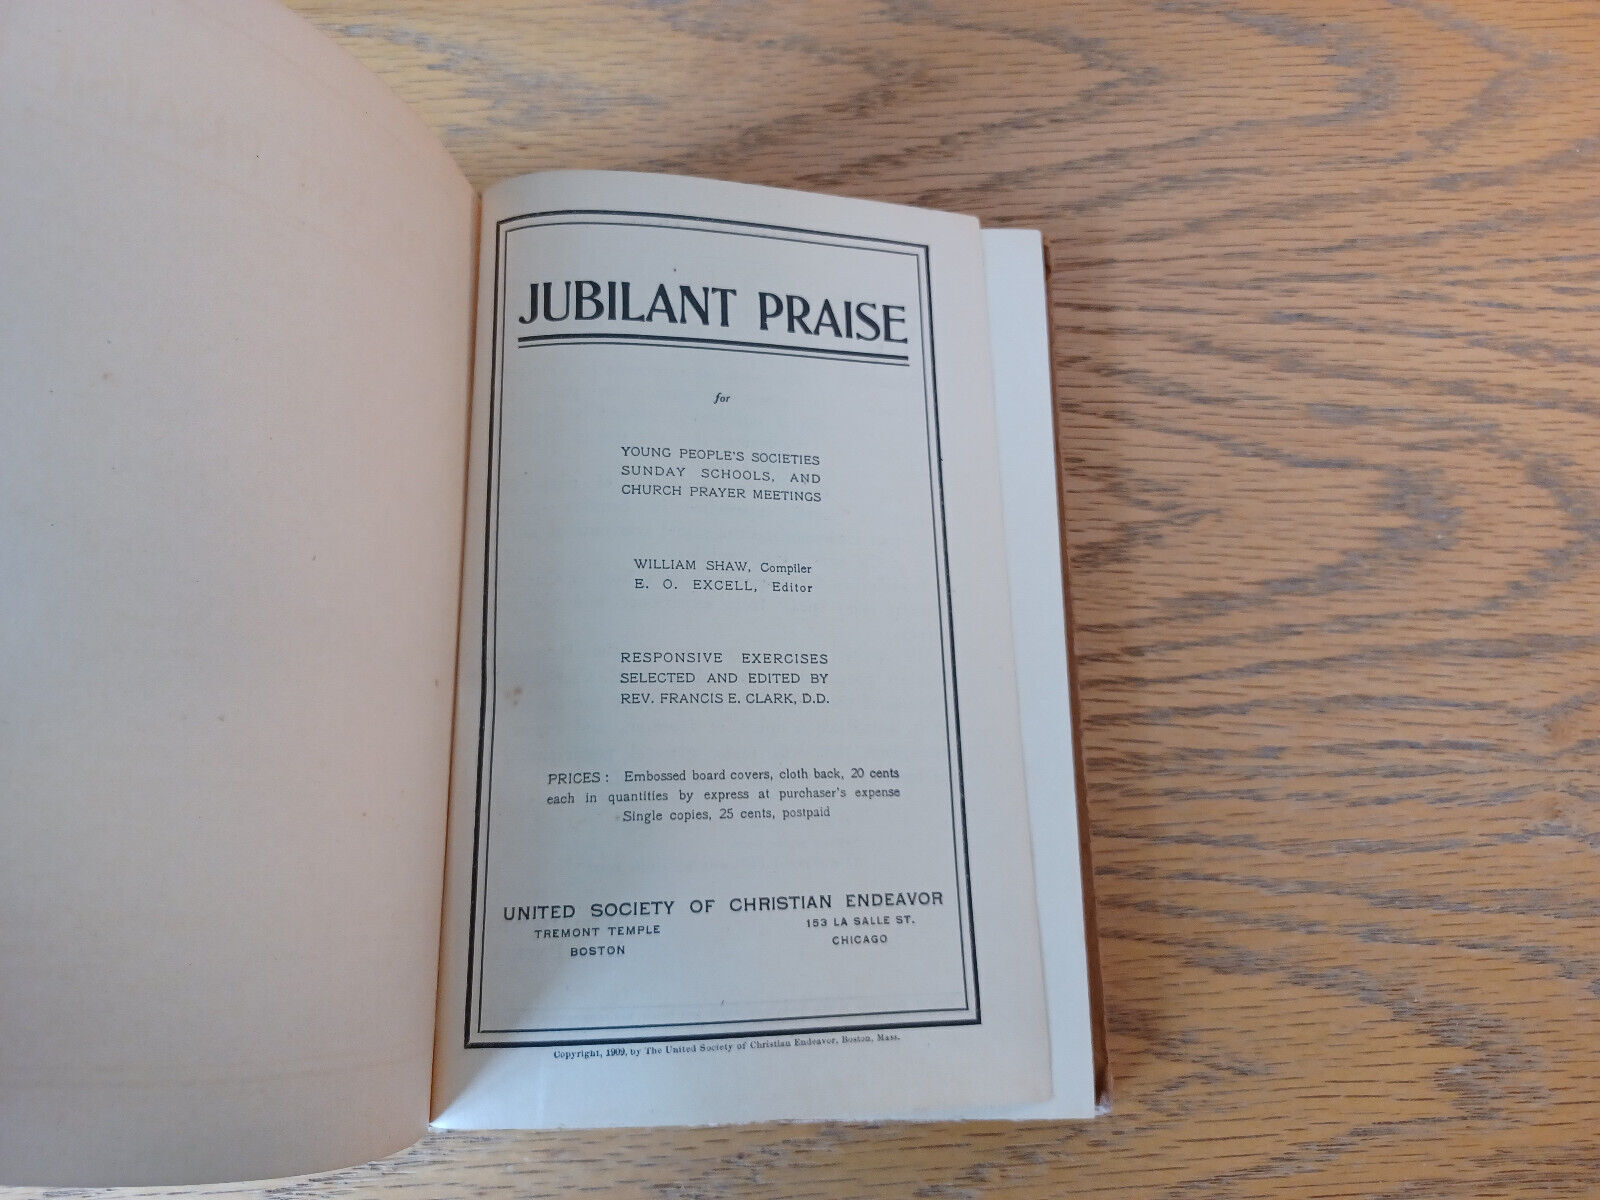 JUBILANT PRAISE
for
YOUNG PEOPLE'S SOCIETIES
SUNDAY SCHOOLS, AND
CHURCH PRAYER MEETINGS
WILLIAM SHAW, Compiler
E. O. EXCELL, Editor
RESPONSIVE EXERCISES
SELECTED AND EDITED BY
REV. FRANCIS E. CLARK, D.D.
PRICES: Embossed board covers, cloth back, 20 cents
each in quantities by express at purchaser's expense
Single copies, 25 cents, postpaid
UNITED SOCIETY OF CHRISTIAN ENDEAVOR
TREMONT TEMPLE
BOSTON
153 LA SALLE ST.
CHICAGO
Copyright, 1909, by The United Society of Christian Endeavor, Boston, Mass.